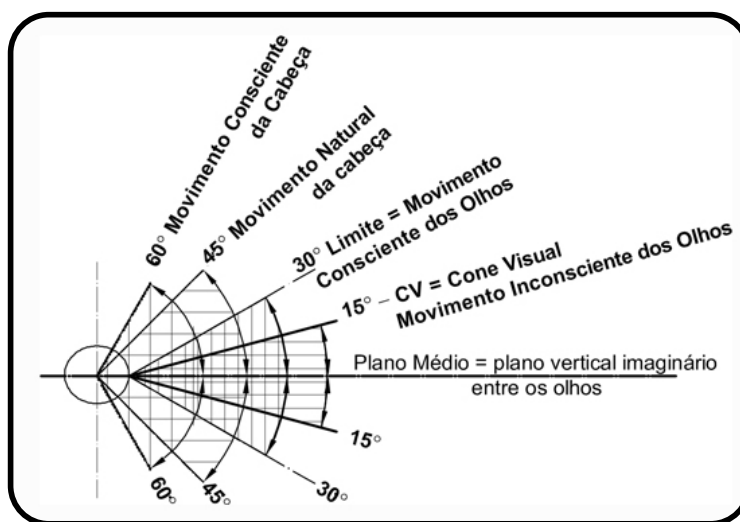 60° Movimento Consciente
da Cabeça
45° Movimento Natural
da cabeça
30° Limite = Movimento
Consciente dos Olhos
15° – CV = Cone Visual
Movimento Inconsciente dos Olhos
Plano Médio = plano vertical imaginário
entre os olhos
15°
30°
45°
60°